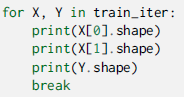 for X, Y in train_iter:
    print(X[0].shape)
    print(X[1].shape)
    print(Y.shape)
    break